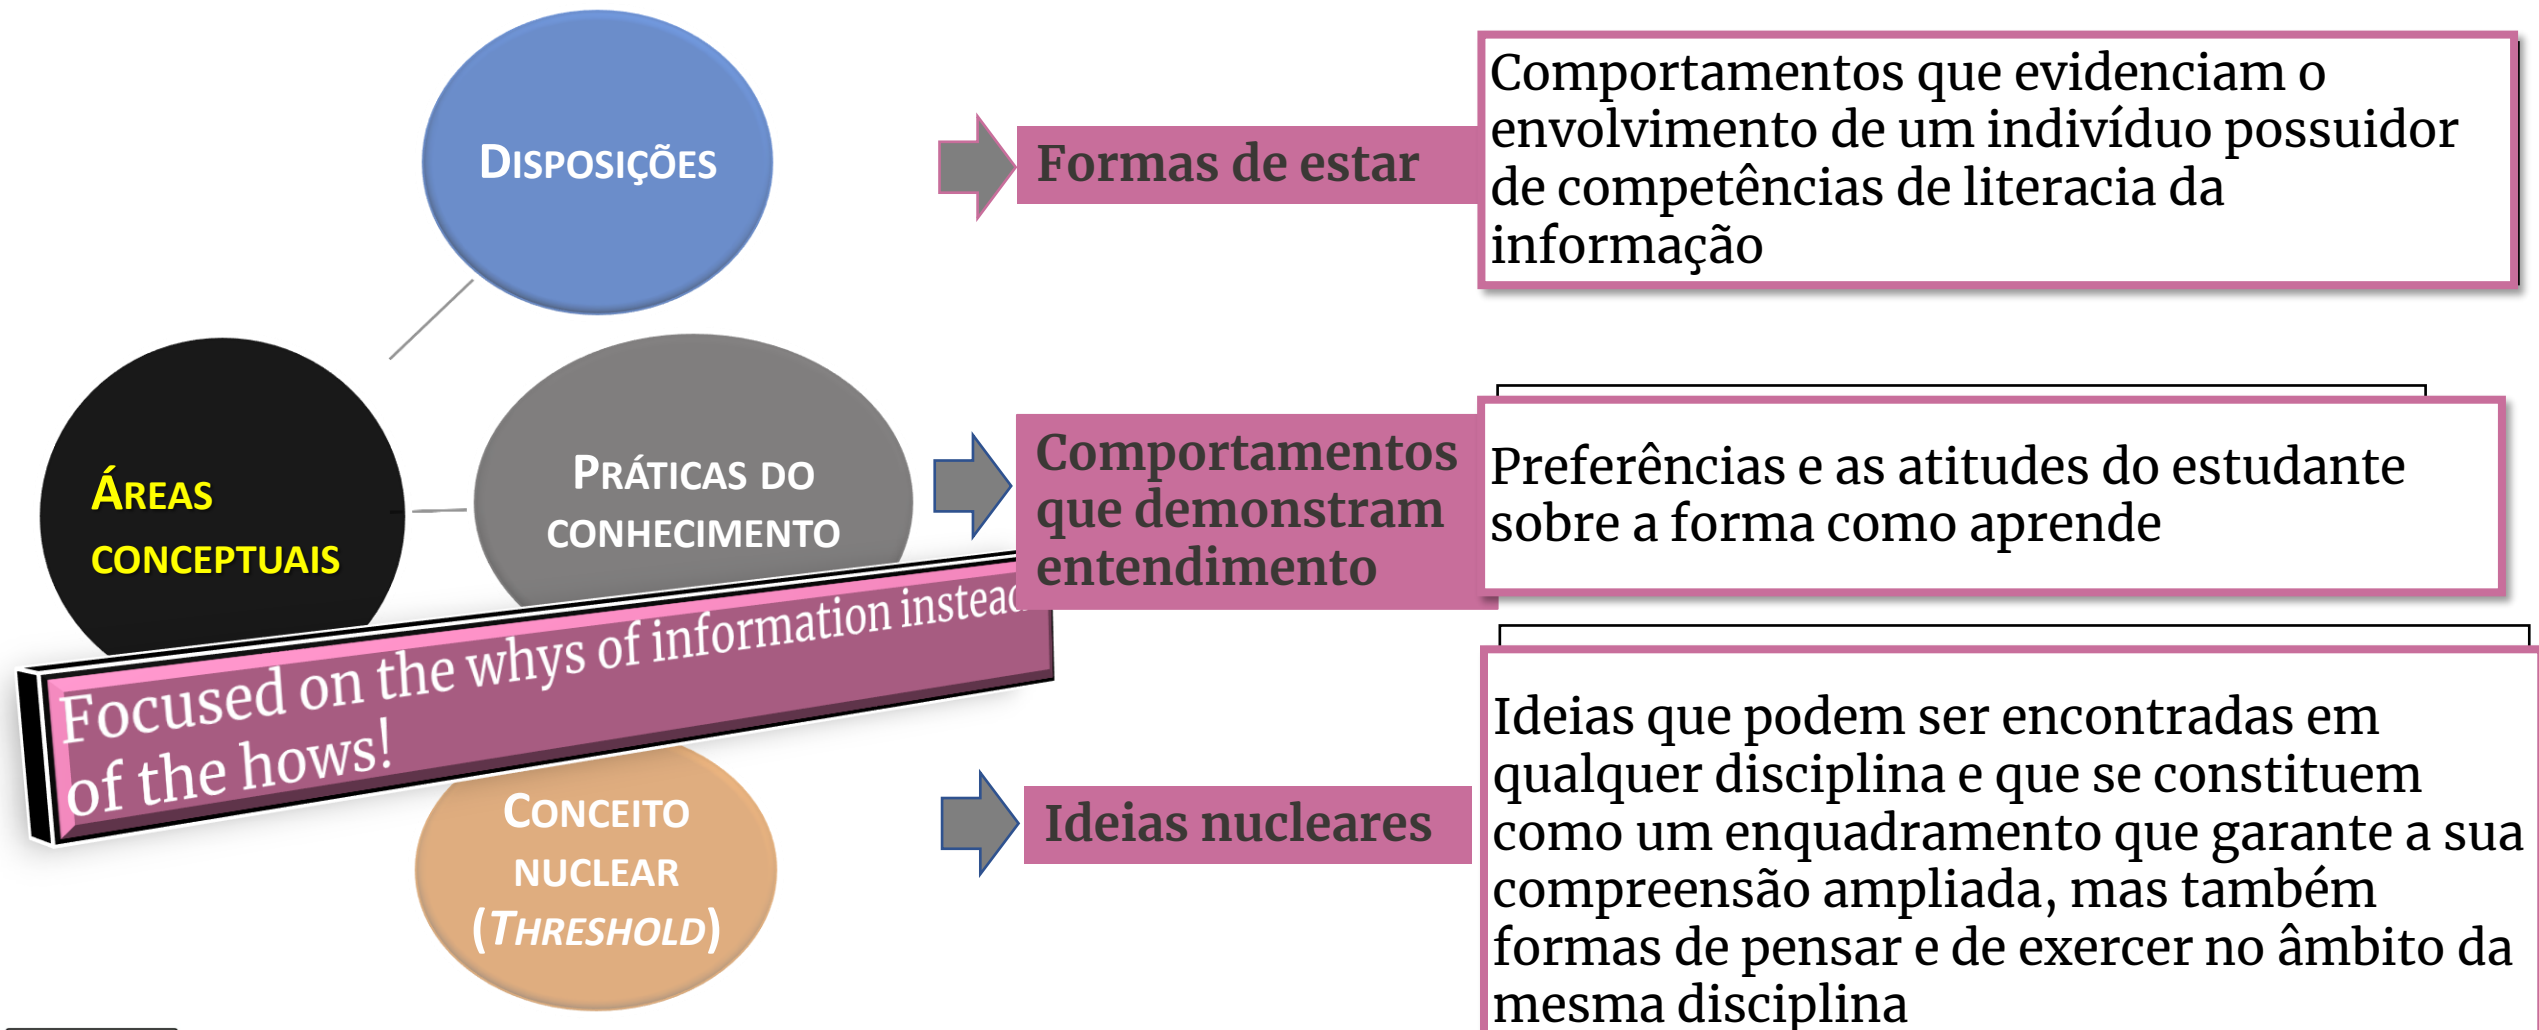 DISPOSIÇÕES
Formas de estar
Comportamentos que evidenciam o
envolvimento de um indivíduo possuidor
de competências de literacia da
informação
ÁREAS
CONCEPTUAIS
PRÁTICAS DO
CONHECIMENTO
Comportamentos
que demonstram
entendimento
Preferências e as atitudes do estudante
sobre a forma como aprende
Focused on the whys of information instead
of the hows!
CONCEITO
NUCLEAR
(THRESHOLD)
Ideias nucleares
Ideias que podem ser encontradas em
qualquer disciplina e que se constituem
como um enquadramento que garante a sua
compreensão ampliada, mas também
formas de pensar e de exercer no âmbito da
mesma disciplina